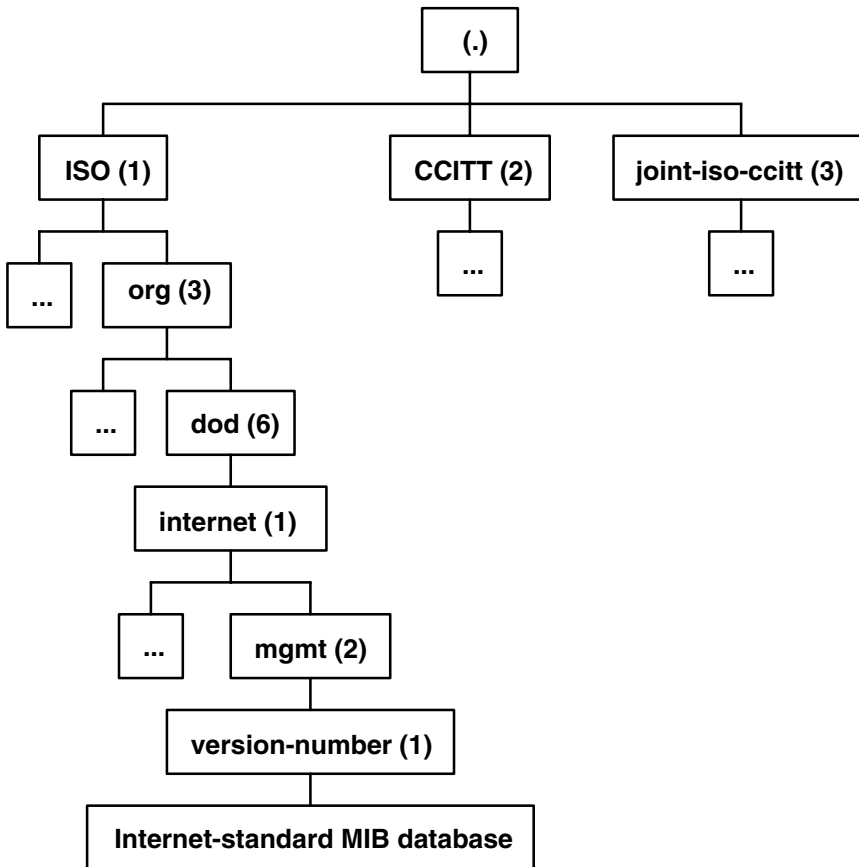 (.)
ISO (1)
CCITT (2)
joint-iso-ccitt (3)
...
org (3)
...
...
...
dod (6)
internet (1)
...
mgmt (2)
version-number (1)
Internet-standard MIB database